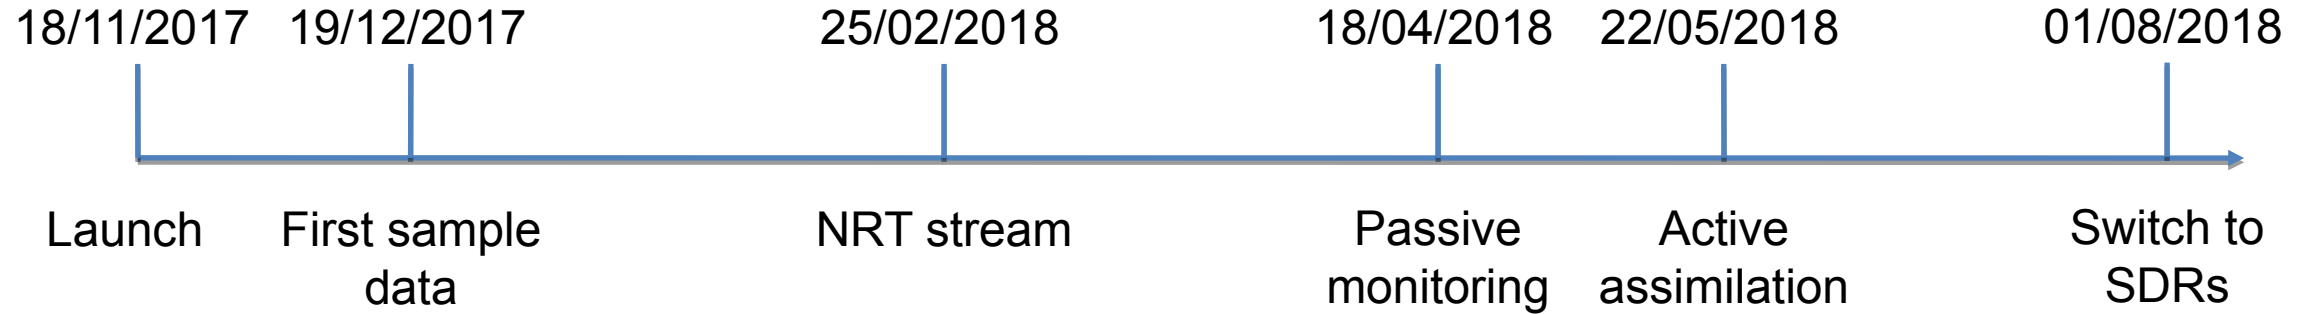 18/11/2017 19/12/2017 25/02/2018 18/04/2018 22/05/2018 01/08/2018
Launch
First sample
data
NRT stream
Passive
monitoring
Active
assimilation
Switch to
SDRs